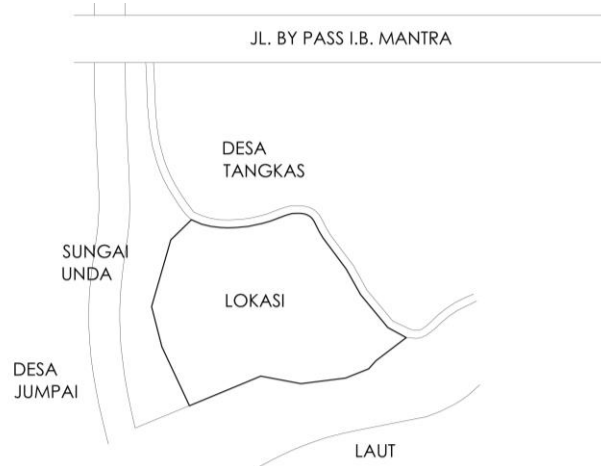 JL. BY PASS I.B. MANTRA
DESA
TANGKAS
SUNGAI
UNDA
LOKASI
DESA
JUMPAI
LAUT